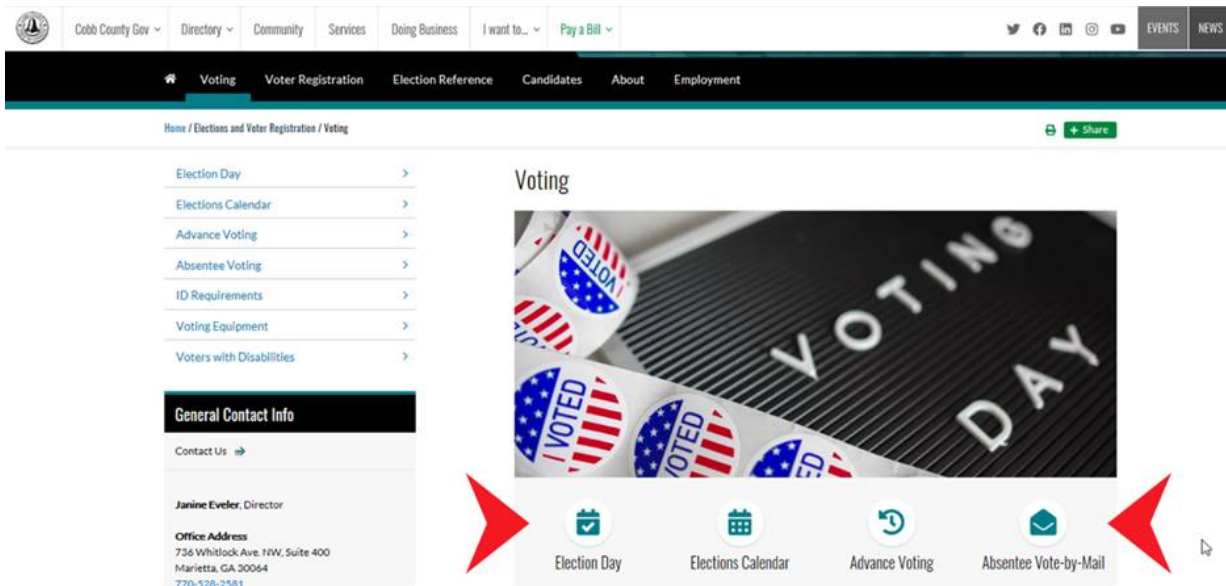 Cobb County Gov Directory Community Services Doing Business I want to... Pay a Bill EVENTS NEWS
Voting Voter Registration Election Reference Candidates About Employment
Home / Elections and Voter Registration / Voting
+ Share
Election Day
Elections Calendar
Advance Voting
Absentee Voting
ID Requirements
Voting Equipment
Voters with Disabilities
General Contact Info
Contact Us
Janine Eveler, Director
Office Address
736 Whitlock Ave. NW, Suite 400
Marietta, GA 30064
770-528-2581
Voting
VOTING
DAY
I VOTED
I VOTED
VOTED
Election Day Elections Calendar Advance Voting Absentee Vote-by-Mail